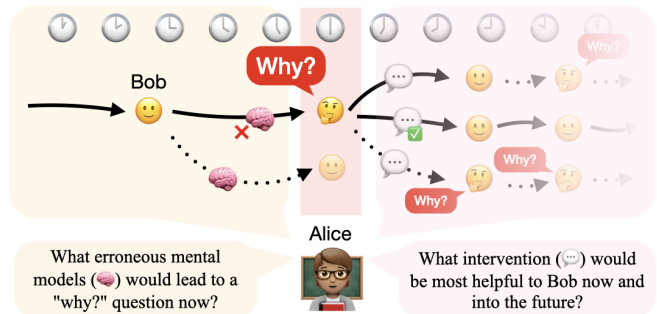 Why?
Bob
Why?
Why?
Why?
Alice
What erroneous mental
models (🧠) would lead to a
"why?" question now?
What intervention (💬) would
be most helpful to Bob now and
into the future?